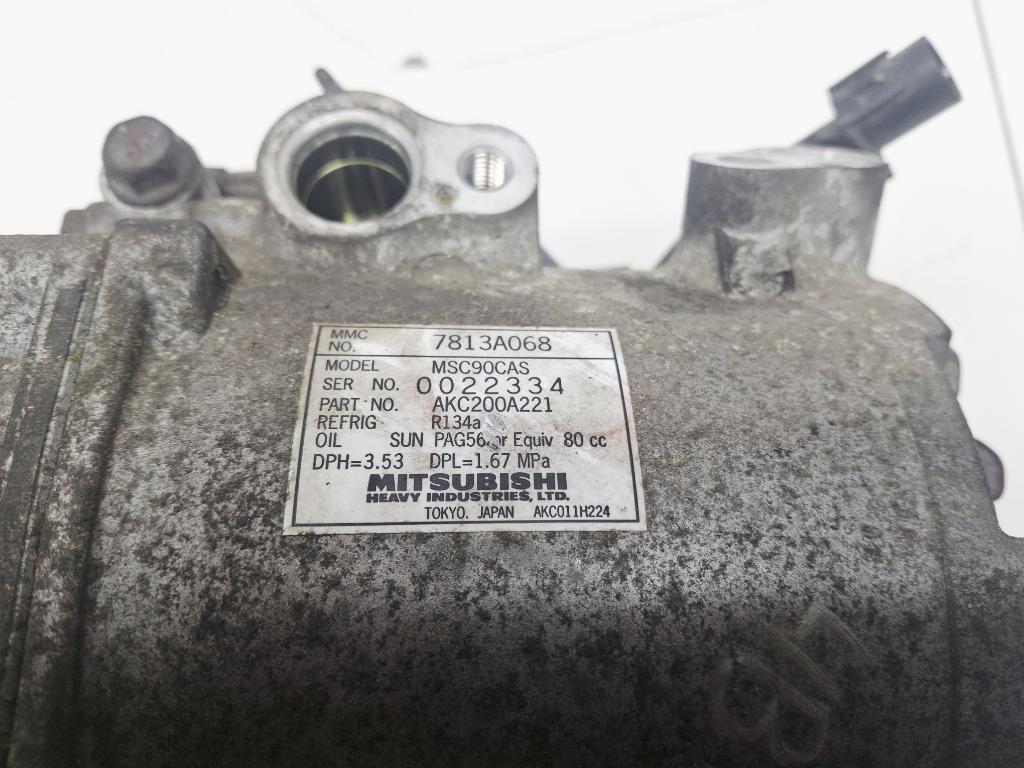 MMC NO. 7813A068
MODEL MSC90CAS
SER NO. 0022334
PART NO. AKC200A221
REFRIG R134a
OIL SUN PAG56 or Equiv 80 cc
DPH=3.53 DPL=1.67 MPa
MITSUBISHI
HEAVY INDUSTRIES, LTD.
TOKYO. JAPAN AKC011H224